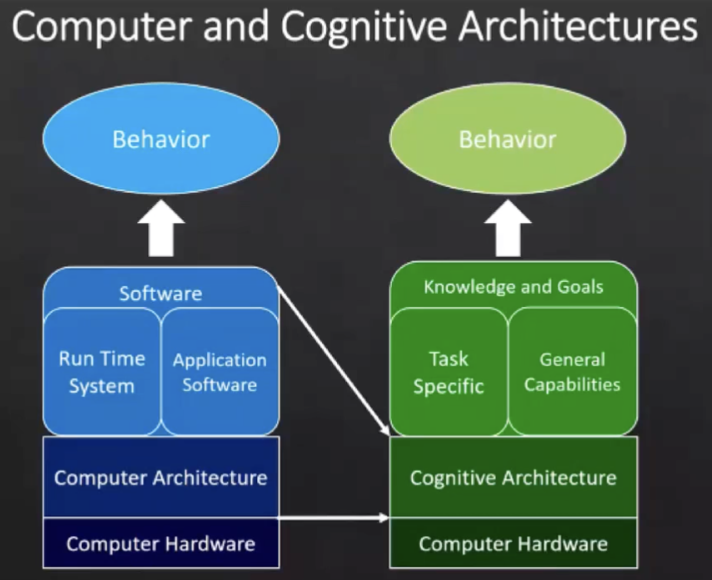 Computer and Cognitive Architectures
Behavior
Software
Run Time
System
Application
Software
Computer Architecture
Computer Hardware
Behavior
Knowledge and Goals
Task
Specific
General
Capabilities
Cognitive Architecture
Computer Hardware